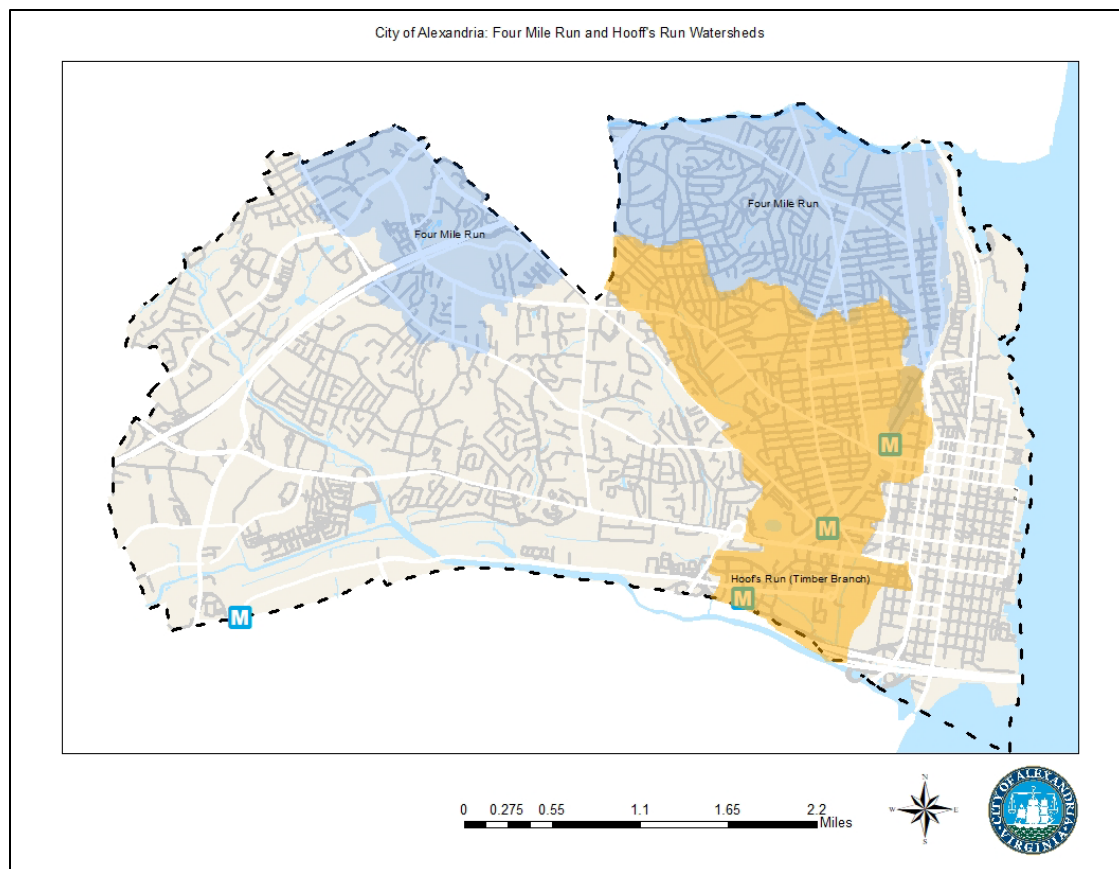 City of Alexandria: Four Mile Run and Hooff's Run Watersheds
Four Mile Run
Four Mile Run
M
M
Hoof's Run (Timber Branch)
M
M
0 0.275 0.55 1.1 1.65 2.2
Miles
N
W E
S
CITY OF ALEXANDRIA
VIRGINIA